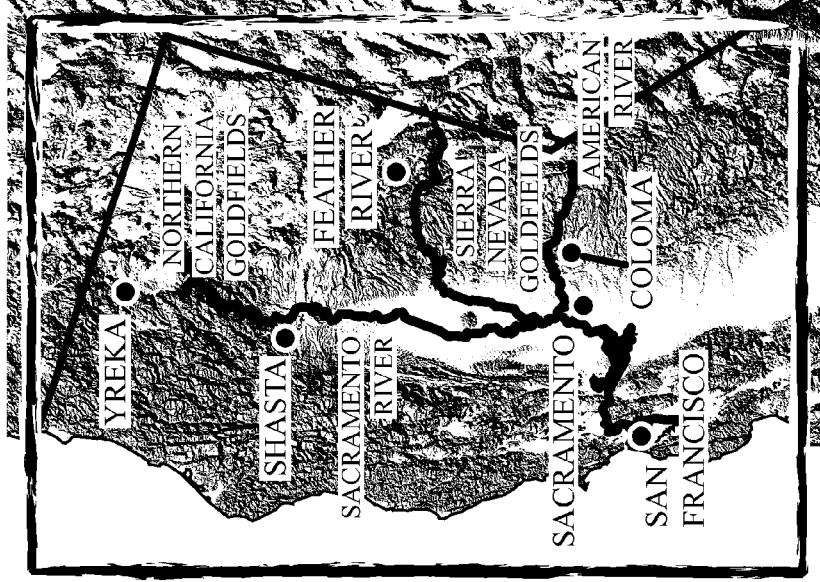 YREKA
NORTHERN
CALIFORNIA
GOLDFIELDS
SHASTA
FEATHER
RIVER
SACRAMENTO
RIVER
SIERRA
NEVADA
GOLDFIELDS
AMERICAN
RIVER
COLOMA
SACRAMENTO
SAN
FRANCISCO